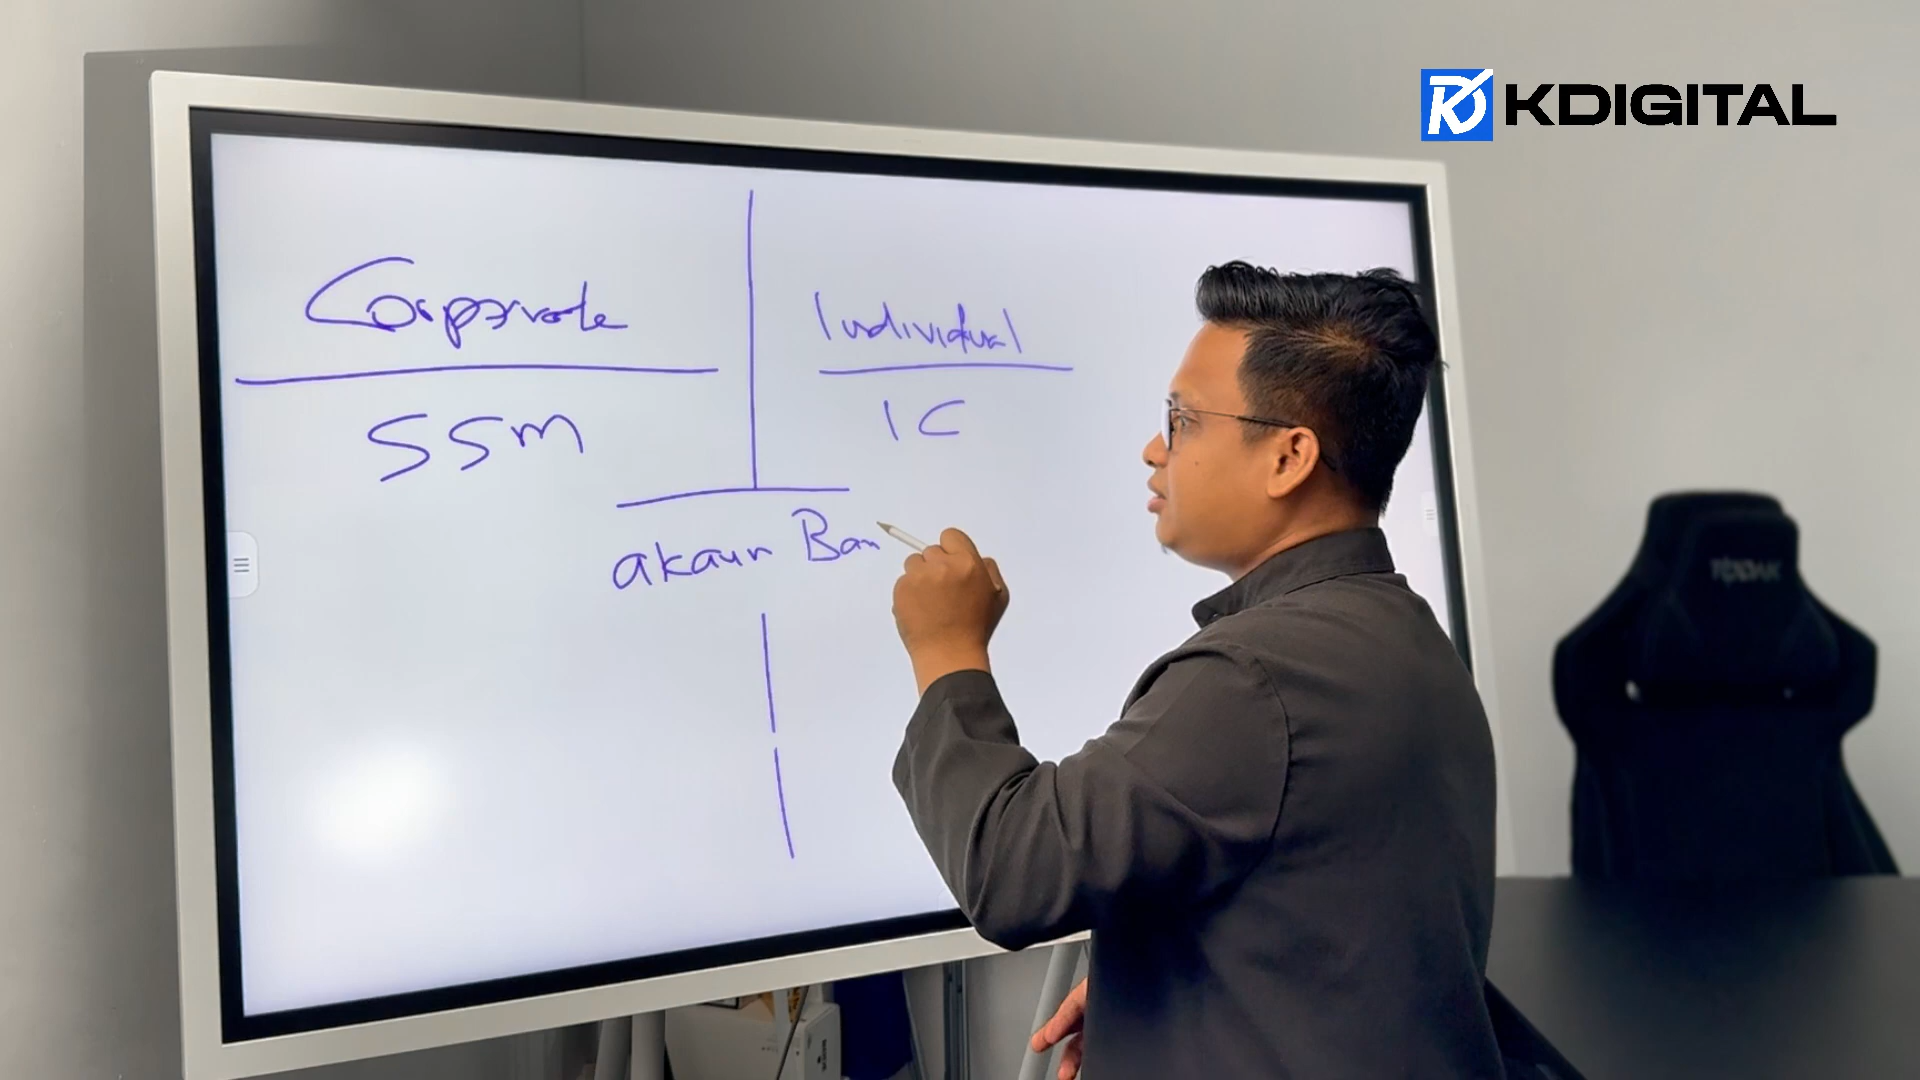 KDIGITAL
Corporate
Individual
SSM
IC
akaun Ban